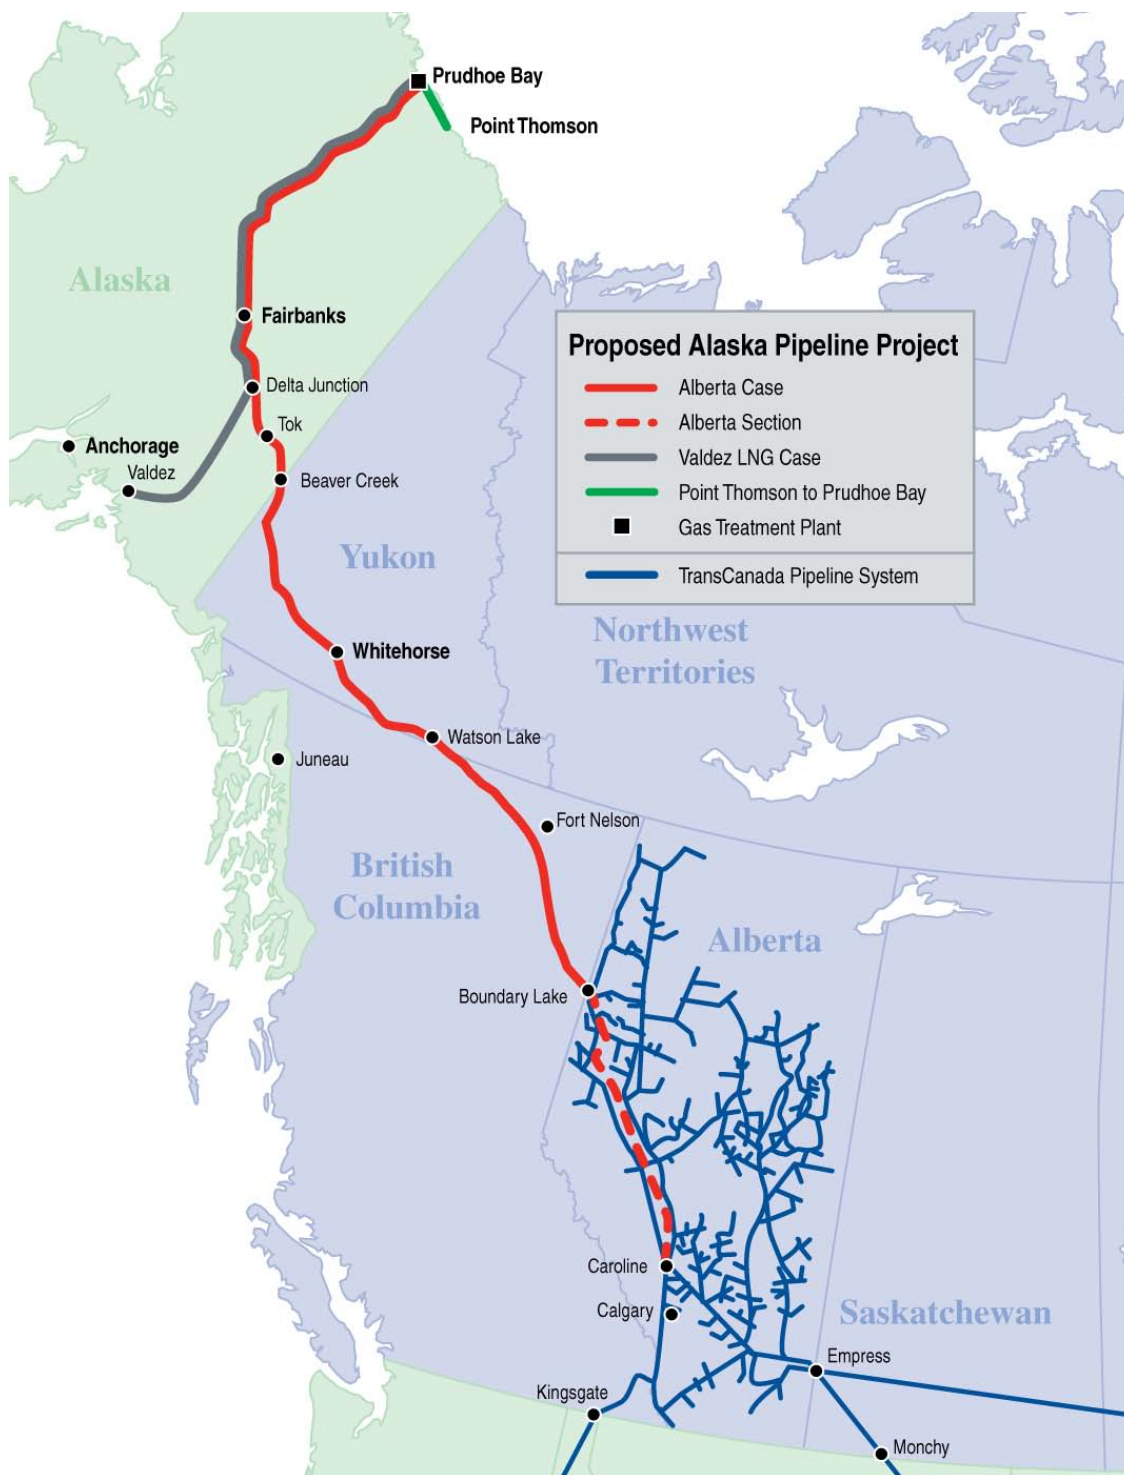 Prudhoe Bay
Point Thomson
Alaska
Fairbanks
Proposed Alaska Pipeline Project
Alberta Case
Alberta Section
Valdez LNG Case
Point Thomson to Prudhoe Bay
Gas Treatment Plant
TransCanada Pipeline System
Delta Junction
Tok
Anchorage
Valdez
Beaver Creek
Yukon
Northwest
Territories
Whitehorse
Watson Lake
Juneau
Fort Nelson
British
Columbia
Alberta
Boundary Lake
Caroline
Calgary
Saskatchewan
Empress
Kingsgate
Monchy